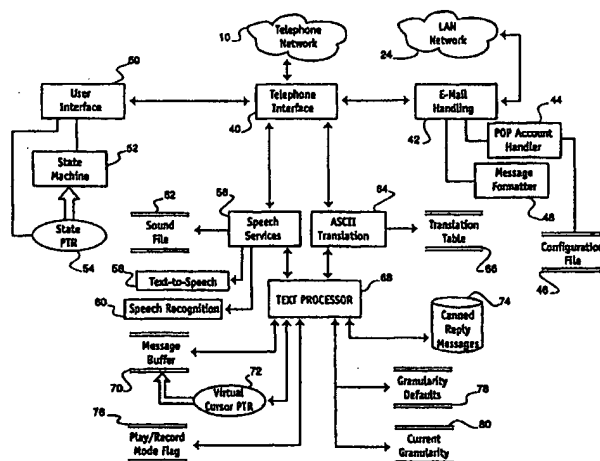 10
Telephone
Network
24
LAN
Network
50
User
Interface
Telephone
Interface
40
E-Mail
Handling
42
44
POP Account
Handler
52
State
Machine
Message
Formatter
48
State
PTR
54
62
Sound
File
56
Speech
Services
64
ASCII
Translation
Translation
Table
66
Configuration
File
46
58
Text-to-Speech
60
Speech Recognition
68
TEXT PROCESSOR
74
Canned
Reply
Messages
Message
Buffer
70
72
Virtual
Cursor PTR
Granularity
Defaults
78
76
Play/Record
Mode Flag
80
Current
Granularity